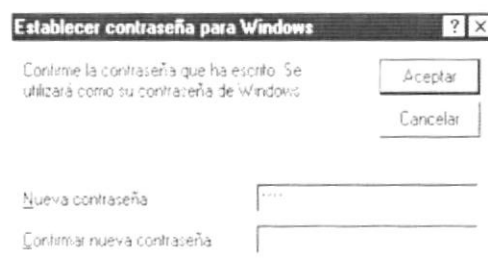 Establecer contraseña para Windows
? ×
Confirme la contraseña que ha escrito. Se
utilizará como su contraseña de Windows
Aceptar
Cancelar
Nueva contraseña
····
Confirmar nueva contraseña